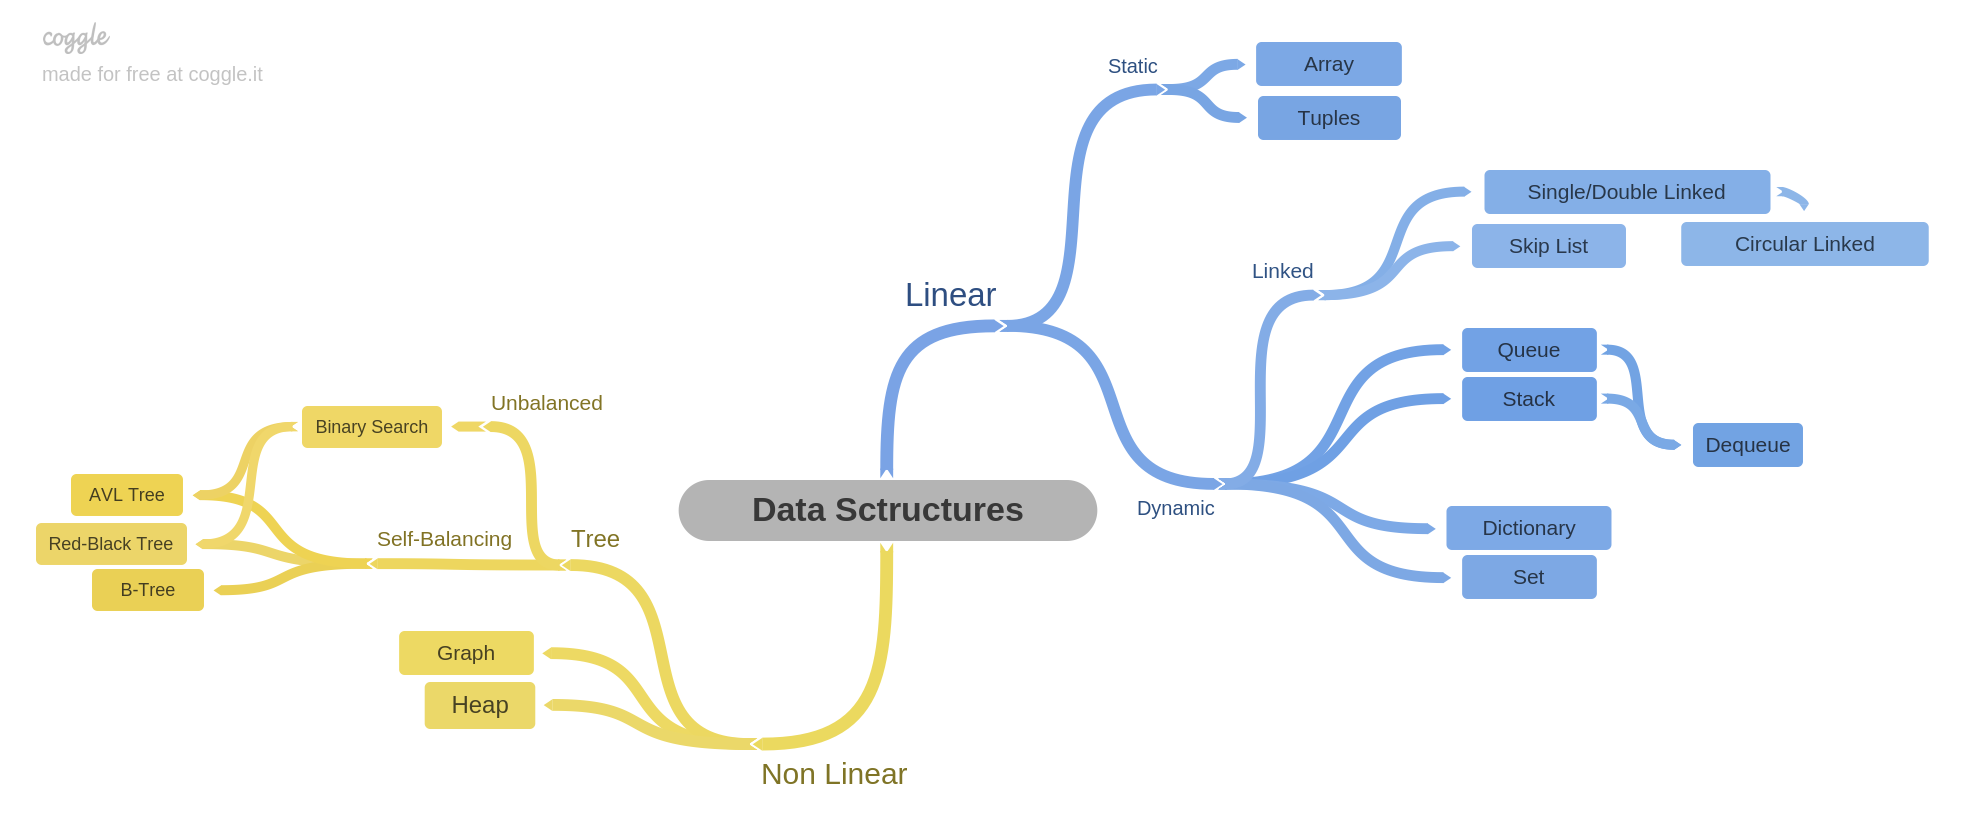 coggle
made for free at coggle.it
Static
Array
Tuples
Single/Double Linked
Skip List
Circular Linked
Linked
Linear
Queue
Stack
Dequeue
Dynamic
Dictionary
Set
Data Sctructures
Unbalanced
Binary Search
AVL Tree
Red-Black Tree
B-Tree
Self-Balancing
Tree
Graph
Heap
Non Linear